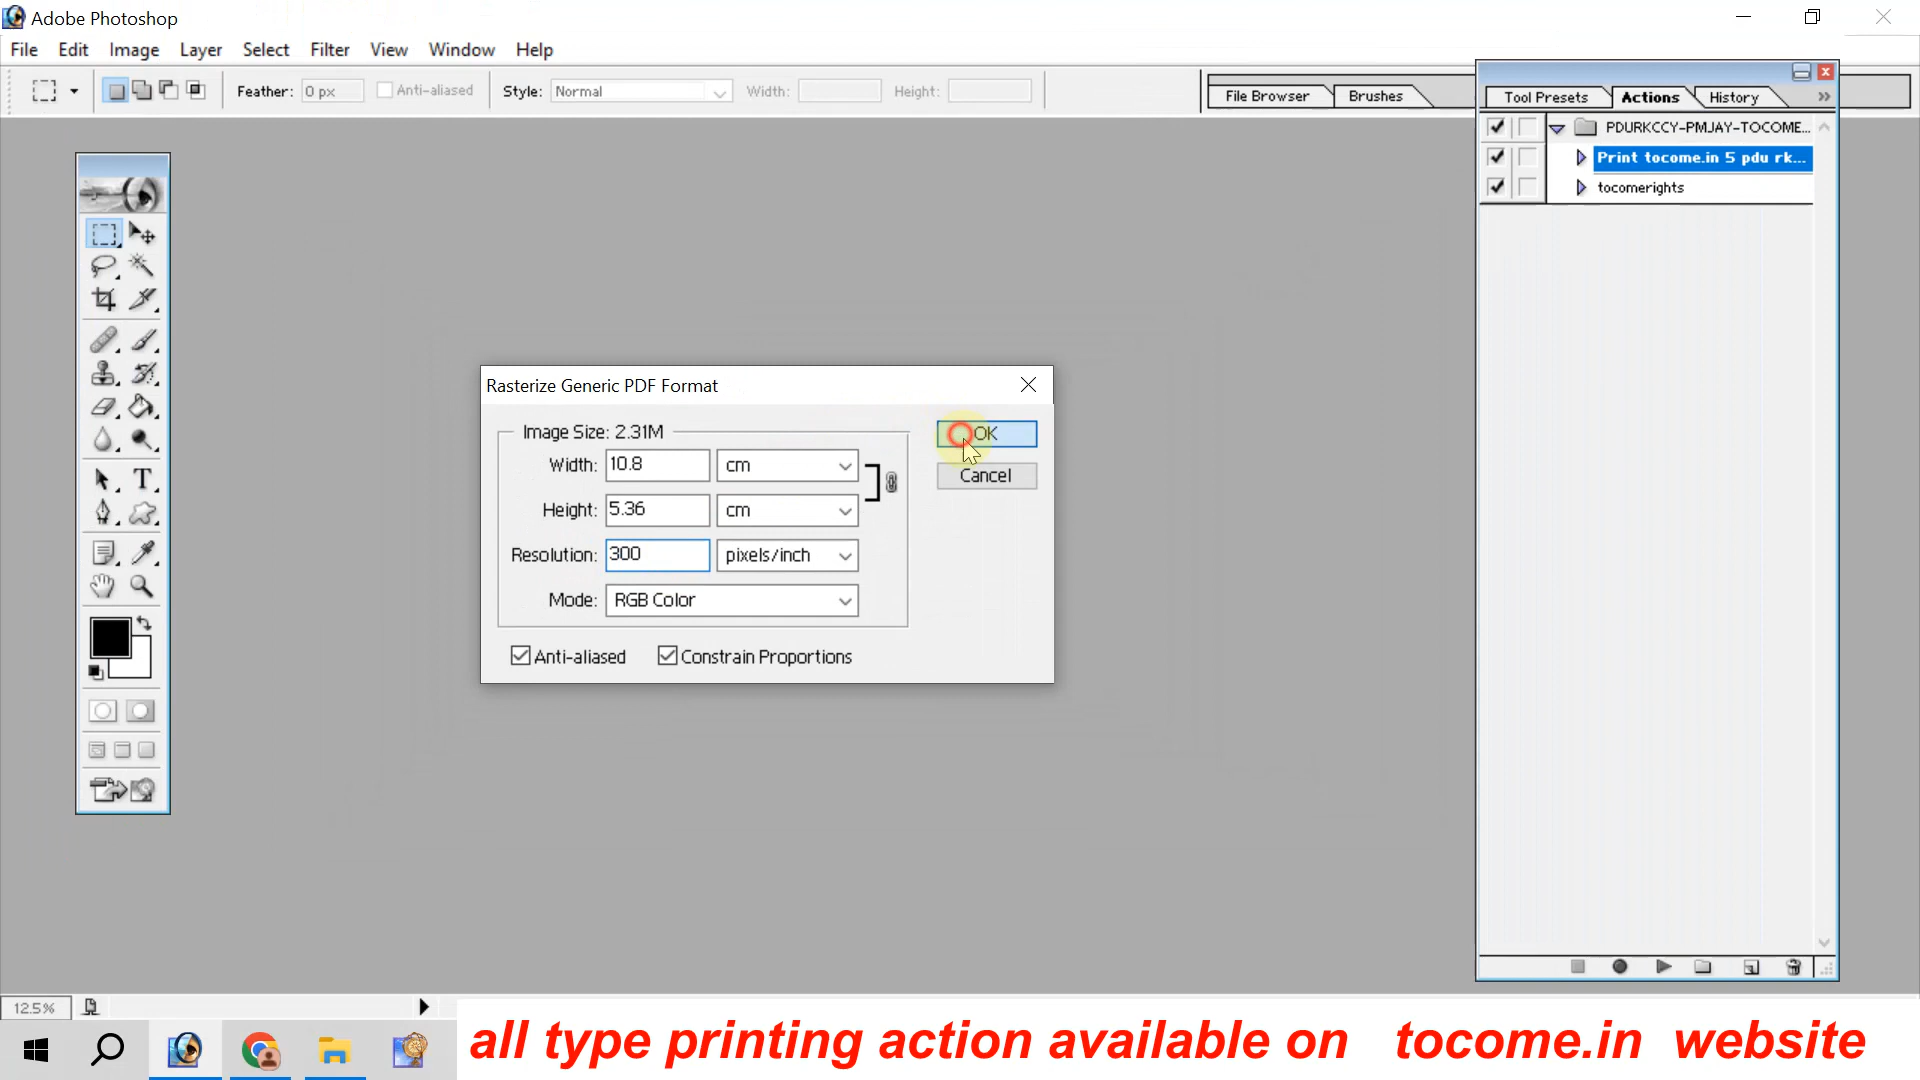 Adobe Photoshop
File Edit Image Layer Select Filter View Window Help
Feather: 0 px Anti-aliased Style: Normal Width: Height:
File Browser Brushes
Tool Presets Actions History
PDURKCCY-PMJAY-TOCOME...
Print tocome.in 5 pdu rk...
tocomerights
Rasterize Generic PDF Format
Image Size: 2.31M
OK
Width: 10.8 cm
Cancel
Height: 5.36 cm
Resolution: 300 pixels/inch
Mode: RGB Color
Anti-aliased Constrain Proportions
12.5%
all type printing action available on tocome.in website